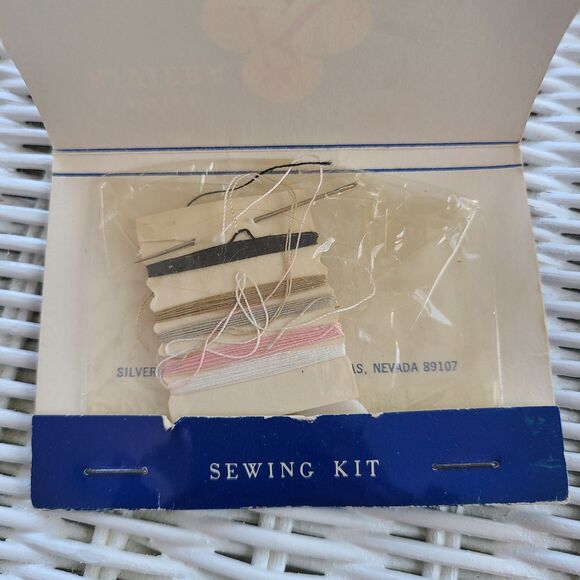 SILVER AS, NEVADA 89107
SEWING KIT